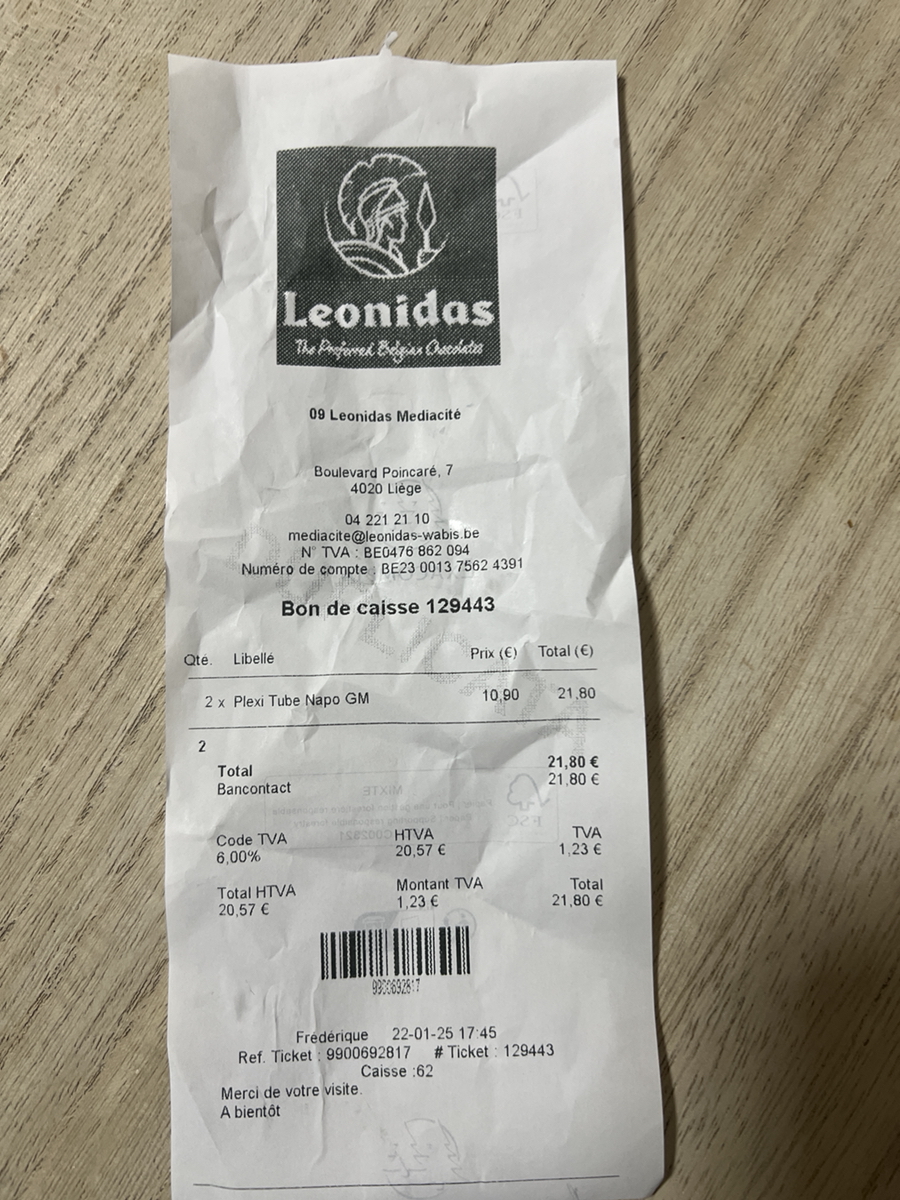 Leonidas
The Preferred Belgian Chocolates
09 Leonidas Mediacité
Boulevard Poincaré, 7
4020 Liége
04 221 21 10
mediacite@leonidas-wabis.be
N° TVA : BE0476 862 094
Numéro de compte : BE23 0013 7562 4391
Bon de caisse 129443
Qté. Libellé Prix (€) Total (€)
2 x Plexi Tube Napo GM 10,90 21,80
2
Total 21,80 €
Bancontact 21,80 €
Code TVA HTVA TVA
6,00% 20,57 € 1,23 €
Total HTVA Montant TVA Total
20,57 € 1,23 € 21,80 €
9900692817
Frédérique 22-01-25 17:45
Ref. Ticket : 9900692817 # Ticket : 129443
Caisse :62
Merci de votre visite.
A bientôt